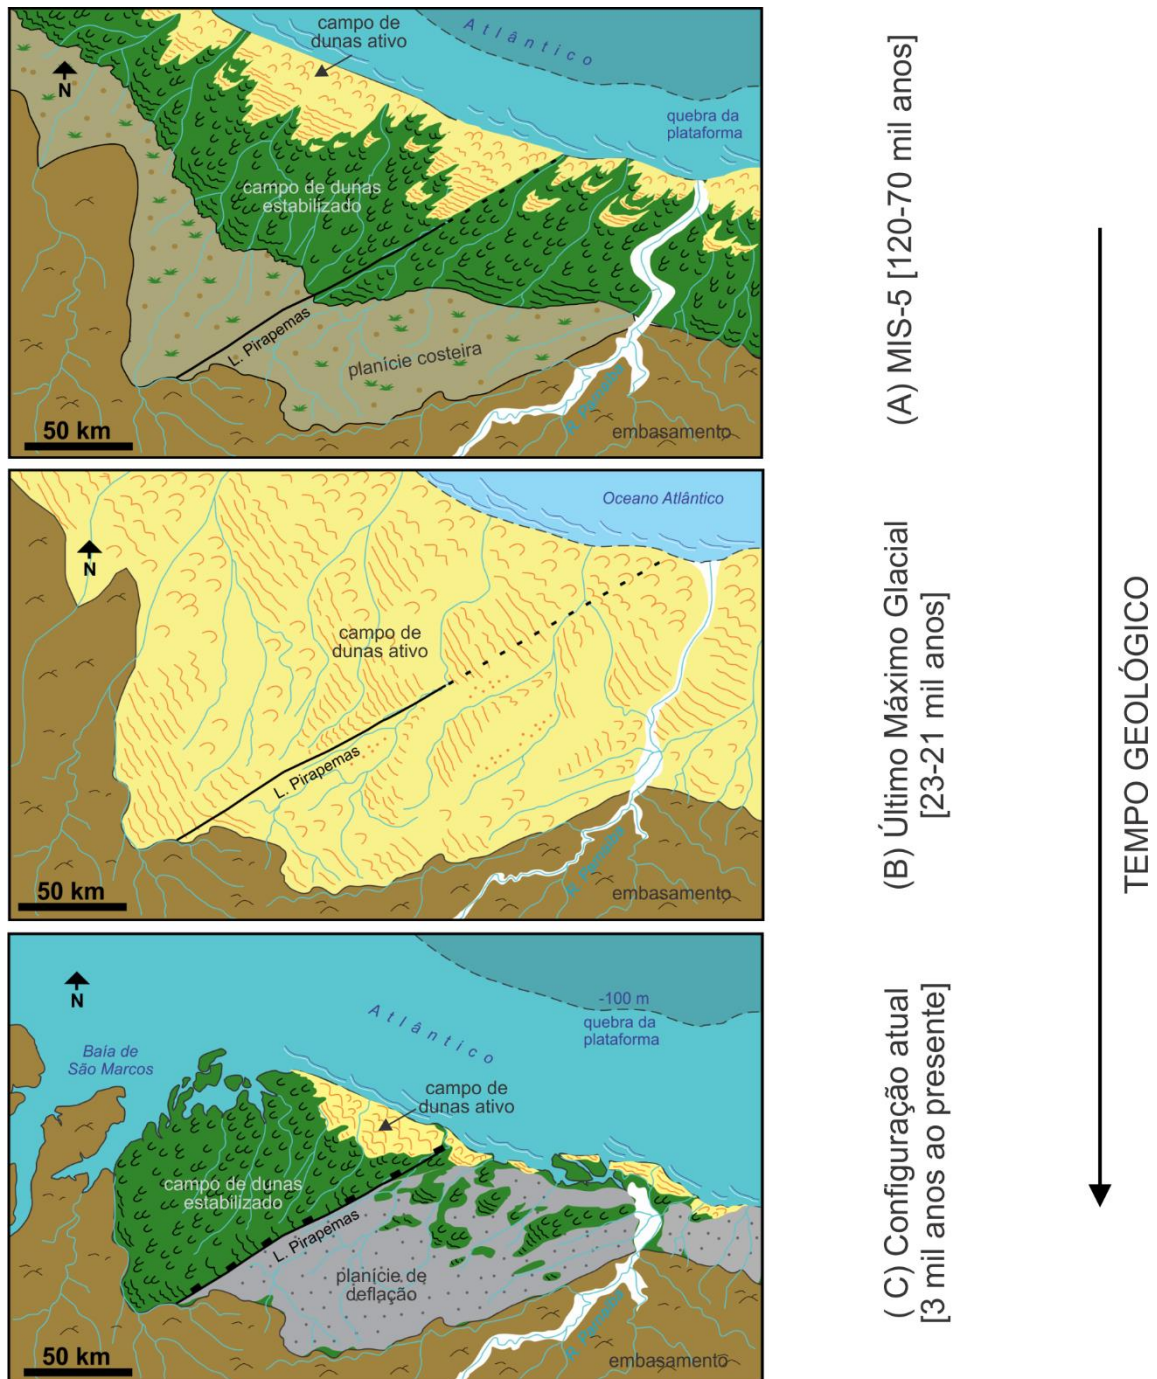 campo de
dunas ativo
Atlântico
quebra da
plataforma
N
campo de dunas
estabilizado
L. Pirapemas
planície costeira
R. Parnaíba
embasamento
50 km
(A) MIS-5 [120-70 mil anos]
Oceano Atlântico
N
campo de
dunas ativo
L. Pirapemas
R. Parnaíba
embasamento
50 km
(B) Último Máximo Glacial
[23-21 mil anos]
N
-100 m
quebra da
plataforma
Atlântico
Baía de
São Marcos
campo de
dunas ativo
campo de dunas
estabilizado
L. Pirapemas
planície de
deflação
R. Parnaíba
embasamento
50 km
( C) Configuração atual
[3 mil anos ao presente]
TEMPO GEOLÓGICO